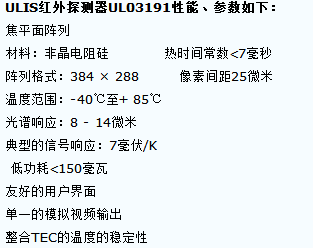 ULIS红外探测器UL03191性能、参数如下：
焦平面阵列
材料：非晶电阻硅 热时间常数<7毫秒
阵列格式：384 × 288 像素间距25微米
温度范围：-40℃至+ 85℃
光谱响应：8 - 14微米
典型的信号响应：7毫伏/K
低功耗<150毫瓦
友好的用户界面
单一的模拟视频输出
整合TEC的温度的稳定性